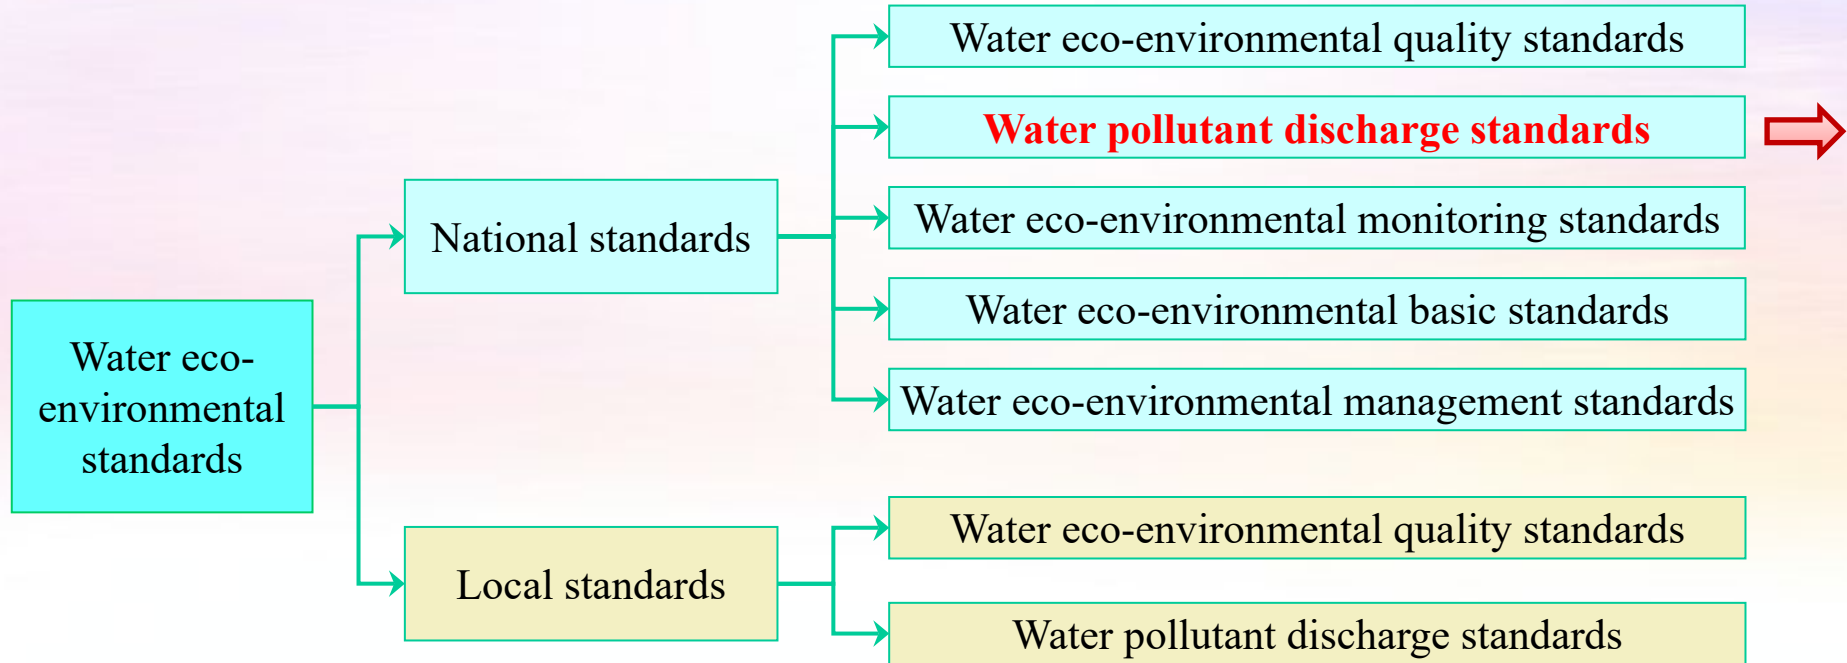 Water eco-
environmental
standards
National standards
Water eco-environmental quality standards
Water pollutant discharge standards
Water eco-environmental monitoring standards
Water eco-environmental basic standards
Water eco-environmental management standards
Local standards
Water eco-environmental quality standards
Water pollutant discharge standards